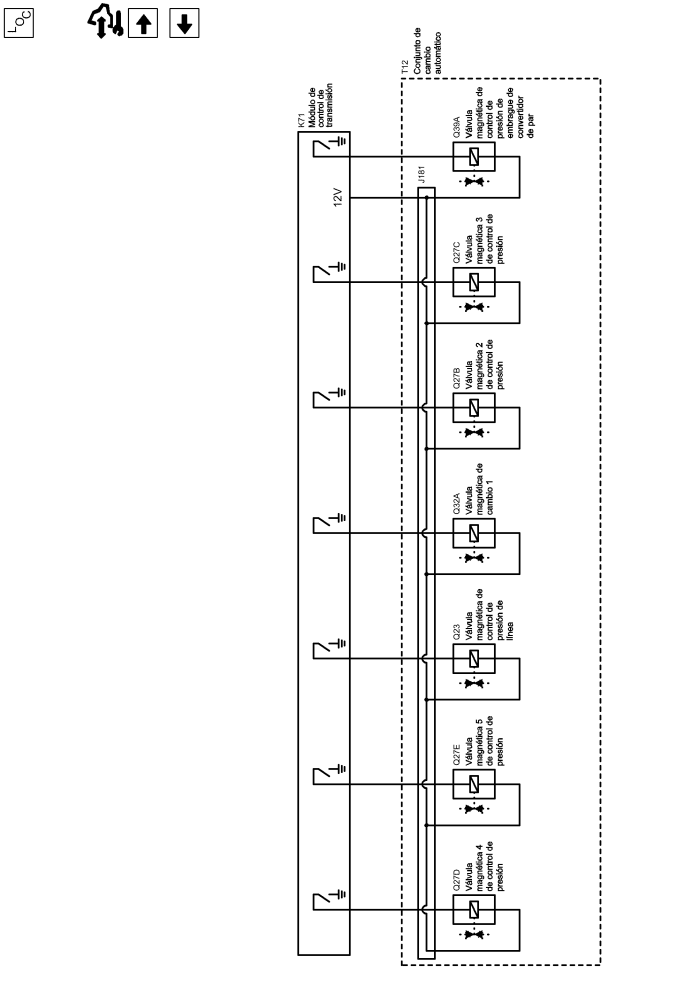 LOC
T12
Conjunto de
cambio
automático
K71
Módulo de
control de
transmisión
12V
J181
Q39A
Válvula
magnética de
control de
presión de
embrague de
convertidor
de par
Q27C
Válvula
magnética 3
de control de
presión
Q27B
Válvula
magnética 2
de control de
presión
Q32A
Válvula
magnética de
cambio 1
Q23
Válvula
magnética de
control de
presión de
línea
Q27E
Válvula
magnética 5
de control de
presión
Q27D
Válvula
magnética 4
de control de
presión